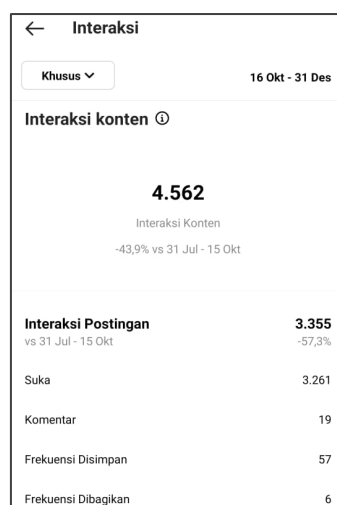 Interaksi
Khusus
16 Okt - 31 Des
Interaksi konten
4.562
Interaksi Konten
-43,9% vs 31 Jul - 15 Okt
Interaksi Postingan 3.355
vs 31 Jul - 15 Okt -57,3%
Suka 3.261
Komentar 19
Frekuensi Disimpan 57
Frekuensi Dibagikan 6